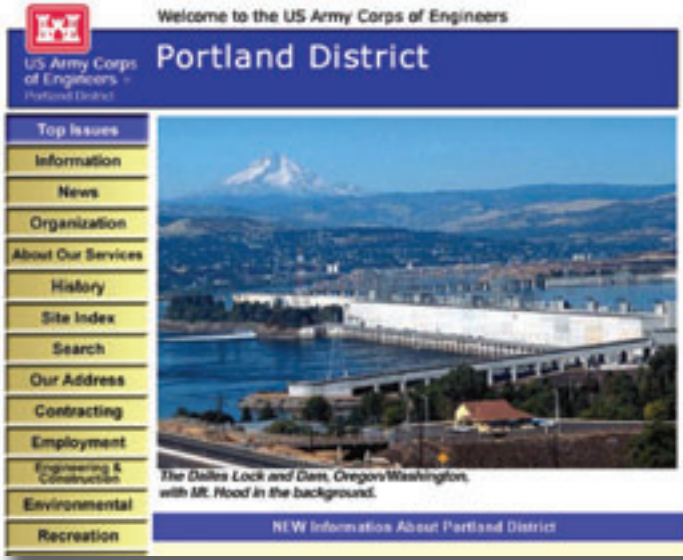 Welcome to the US Army Corps of Engineers
US Army Corps
of Engineers ®
Portland District
Portland District
Top Issues
Information
News
Organization
About Our Services
History
Site Index
Search
Our Address
Contracting
Employment
Engineering &
Construction
Environmental
Recreation
The Dalles Lock and Dam, Oregon/Washington,
with Mt. Hood in the background.
NEW Information About Portland District